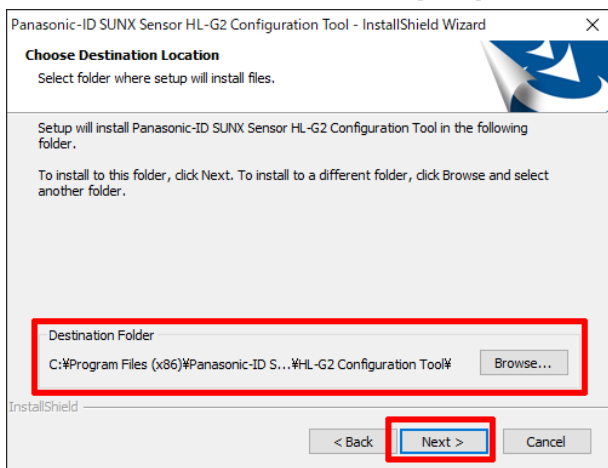 Panasonic-ID SUNX Sensor HL-G2 Configuration Tool - InstallShield Wizard
Choose Destination Location
Select folder where setup will install files.
Setup will install Panasonic-ID SUNX Sensor HL-G2 Configuration Tool in the following
folder.
To install to this folder, click Next. To install to a different folder, click Browse and select
another folder.
Destination Folder
C:¥Program Files (x86)¥Panasonic-ID S...¥HL-G2 Configuration Tool¥
Browse...
InstallShield
< Back
Next >
Cancel